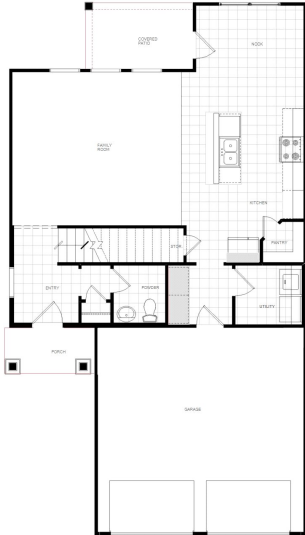 COVERED
PATIO
NOOK
FAMILY
ROOM
KITCHEN
STOR.
PANTRY
ENTRY
POWDER
UTILITY
PORCH
GARAGE